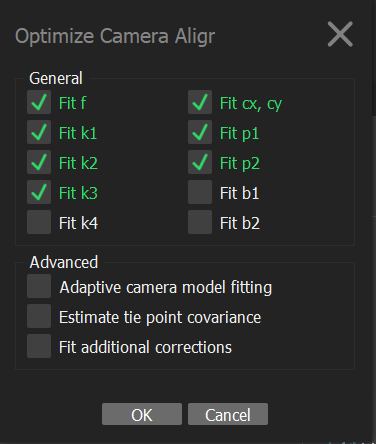 Optimize Camera Aligr
General
Fit f
Fit cx, cy
Fit k1
Fit p1
Fit k2
Fit p2
Fit k3
Fit b1
Fit k4
Fit b2
Advanced
Adaptive camera model fitting
Estimate tie point covariance
Fit additional corrections
OK
Cancel